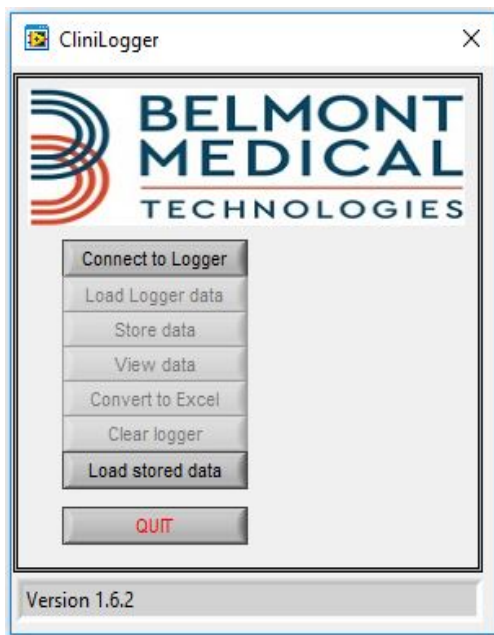 CliniLogger
BELMONT
MEDICAL
TECHNOLOGIES
Connect to Logger
Load Logger data
Store data
View data
Convert to Excel
Clear logger
Load stored data
QUIT
Version 1.6.2